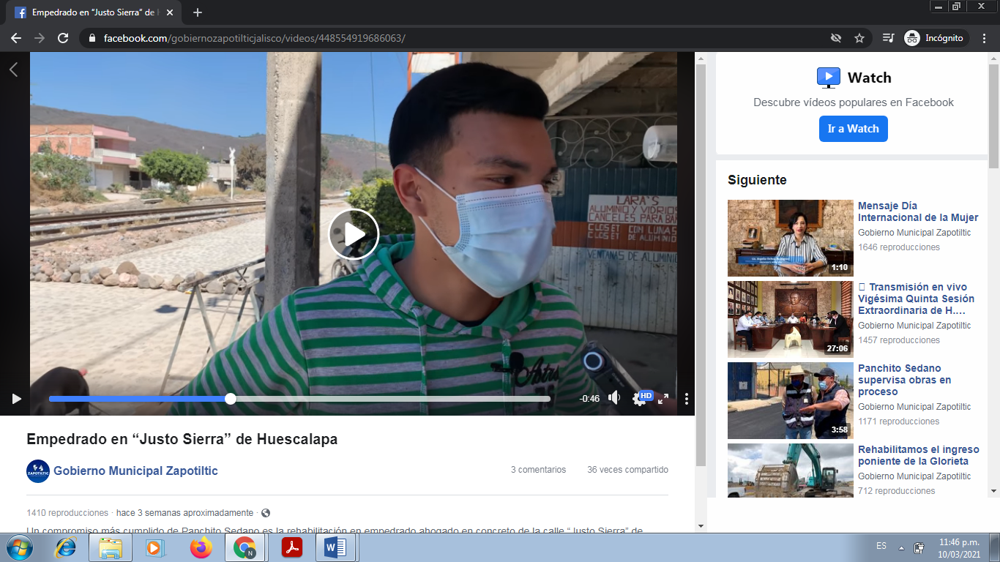 Empedrado en “Justo Sierra” de H
facebook.com/gobiernozapotilticjalisco/videos/448554919686063/
Incógnito
LARA'S
ALUMINIO Y VIDRIOS
CANCELES PARA BAÑ
CLOSET CON LUNAS
CLOSET DE ALUMINIO
VENTANAS DE ALUMINIO
-0:46
HD
Empedrado en “Justo Sierra” de Huescalapa
ZAPOTILTIC
Gobierno Municipal Zapotiltic
3 comentarios
36 veces compartido
1410 reproducciones · hace 3 semanas aproximadamente ·
Un compromiso más cumplido de Panchito Sedano es la rehabilitación en empedrado ahogado en concreto de la calle “Justo Sierra” de
Watch
Descubre vídeos populares en Facebook
Ir a Watch
Siguiente
1:10
Mensaje Día
Internacional de la Mujer
Gobierno Municipal Zapotiltic
1646 reproducciones
27:06
Transmisión en vivo
Vigésima Quinta Sesión
Extraordinaria de H....
Gobierno Municipal Zapotiltic
1457 reproducciones
3:58
Panchito Sedano
supervisa obras en
proceso
Gobierno Municipal Zapotiltic
1171 reproducciones
Rehabilitamos el ingreso
poniente de la Glorieta
Gobierno Municipal Zapotiltic
712 reproducciones
N
ES
11:46 p.m.
10/03/2021